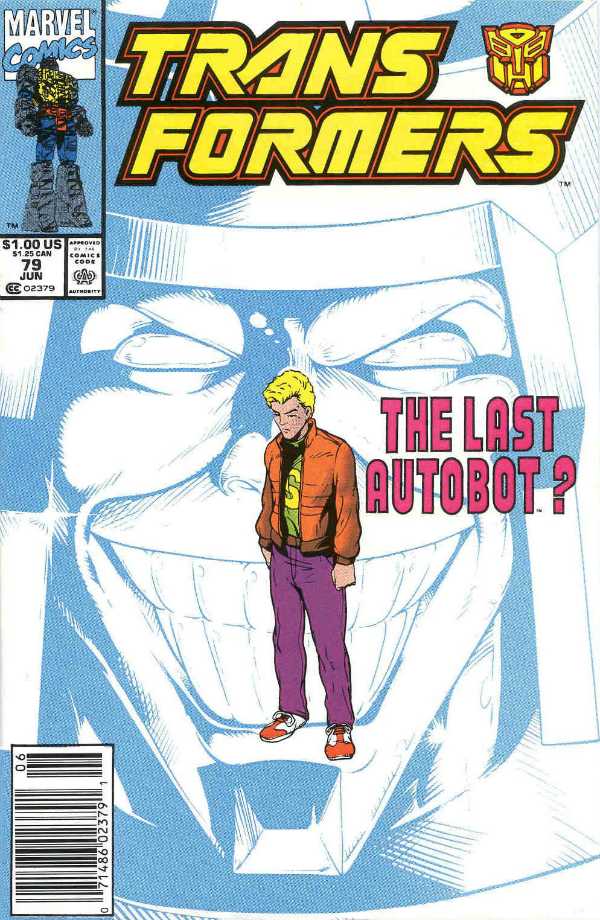 MARVEL
COMICS
TRANS
FORMERS
TM
TM
$1.00 US
$1.25 CAN
79
JUN
CC 02379
APPROVED
BY THE
COMICS
CODE
AUTHORITY
THE LAST
AUTOBOT?
S
06
0 71486 02379 1